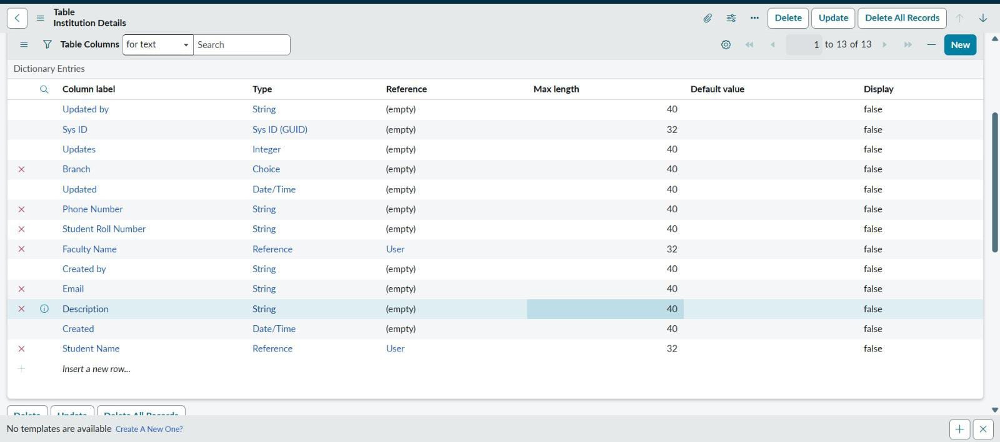 Table
Institution Details
Delete
Update
Delete All Records
Table Columns
for text
Search
1 to 13 of 13
New
Dictionary Entries
Column label Type Reference Max length Default value Display
Updated by String (empty) 40 false
Sys ID Sys ID (GUID) (empty) 32 false
Updates Integer (empty) 40 false
Branch Choice (empty) 40 false
Updated Date/Time (empty) 40 false
Phone Number String (empty) 40 false
Student Roll Number String (empty) 40 false
Faculty Name Reference User 32 false
Created by String (empty) 40 false
Email String (empty) 40 false
Description String (empty) 40 false
Created Date/Time (empty) 40 false
Student Name Reference User 32 false
Insert a new row...
Delete Update Delete All Records
No templates are available Create A New One?